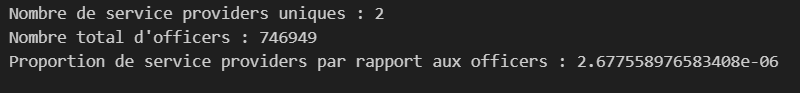 Nombre de service providers uniques : 2
Nombre total d'officers : 746949
Proportion de service providers par rapport aux officers : 2.677558976583408e-06